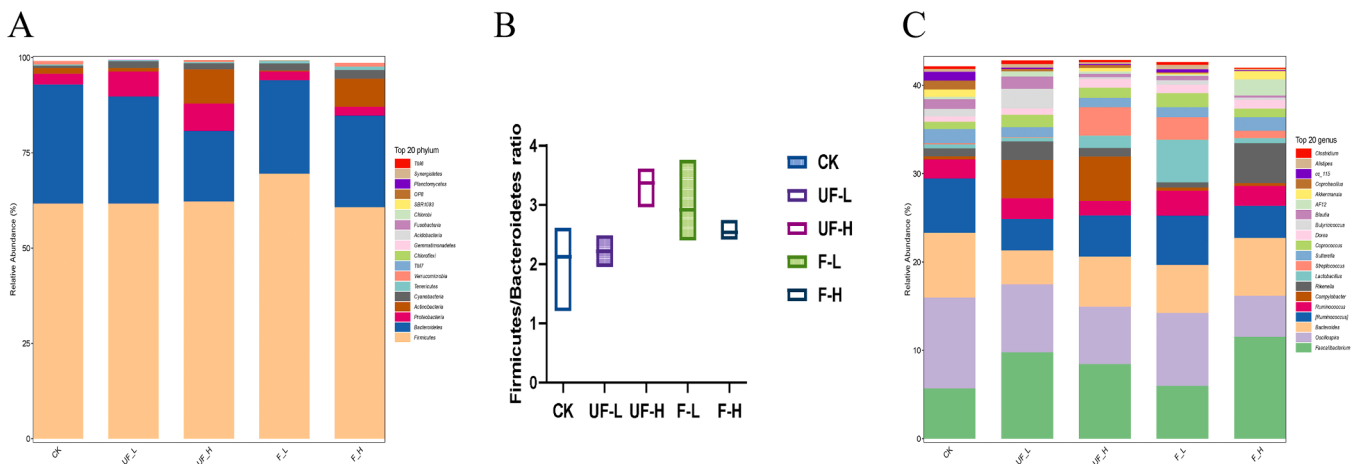 A
B
C
100
75
50
25
0
Relative Abundance (%)
CK
UF_L
UF_H
F_L
F_H
Top 20 phylum
TM6
Synergistetes
Planctomycetes
OP8
SBR1093
Chlorobi
Fusobacteria
Acidobacteria
Gemmatimonadetes
Chloroflexi
TM7
Verrucomicrobia
Tenericutes
Cyanobacteria
Actinobacteria
Proteobacteria
Bacteroidetes
Firmicutes
Firmicutes/Bacteroidetes ratio
4
3
2
1
0
CK
UF-L
UF-H
F-L
F-H
CK
UF-L
UF-H
F-L
F-H
40
30
20
10
0
Relative Abundance (%)
CK
UF_L
UF_H
F_L
F_H
Top 20 genus
Clostridium
Alistipes
cc_115
Coprobacillus
Akkermansia
AF12
Blautia
Butyricicoccus
Dorea
Coprococcus
Sutterella
Streptococcus
Lactobacillus
Rikenella
Campylobacter
Ruminococcus
[Ruminococcus]
Bacteroides
Oscillospira
Faecalibacterium